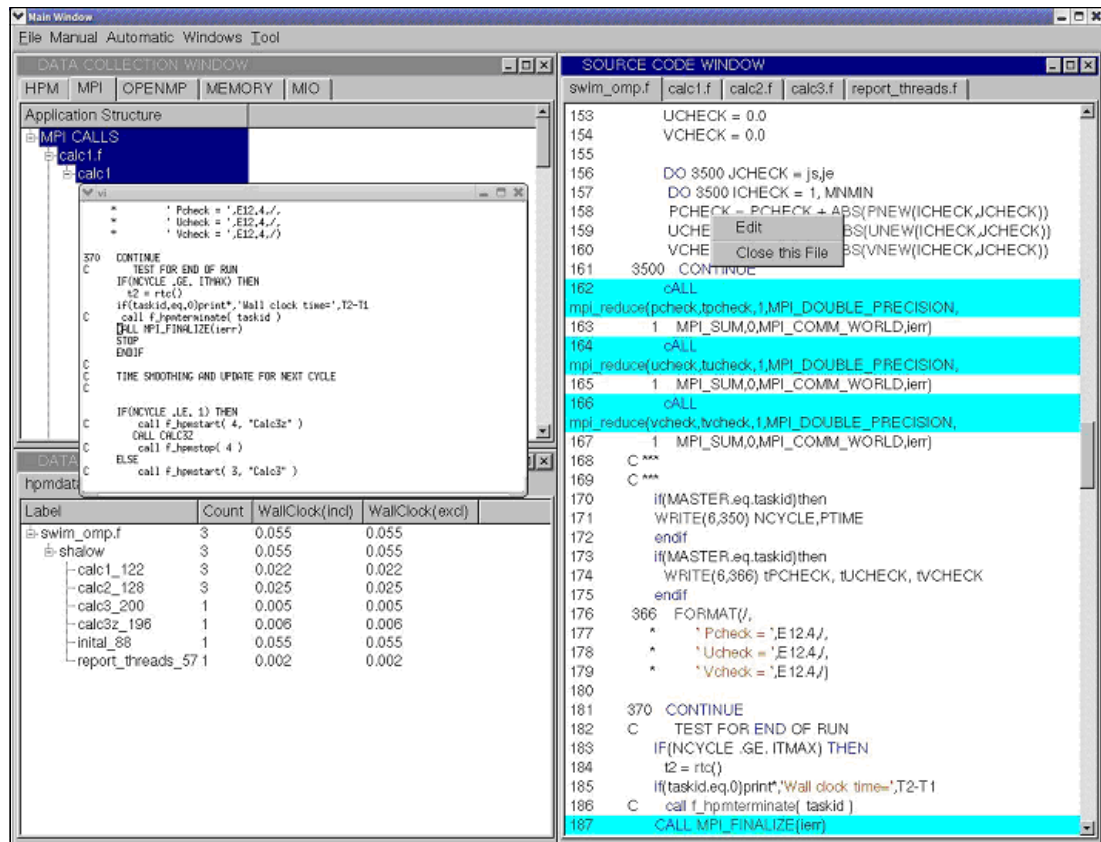 Main Window
File Manual Automatic Windows Tool
DATA COLLECTION WINDOW
HPM MPI OPENMP MEMORY MIO
Application Structure
MPI CALLS
calc1.f
calc1
vi
* ' Pcheck = ',E12.4,/,
* ' Ucheck = ',E12.4,/,
* ' Vcheck = ',E12.4,/)
370 CONTINUE
C TEST FOR END OF RUN
IF(NCYCLE .GE. ITMAX) THEN
t2 = rtc()
if(taskid.eq.0)print*,'Wall clock time=',T2-T1
C call f_hpmterminate( taskid )
CALL MPI_FINALIZE(ierr)
STOP
ENDIF
C
C TIME SMOOTHING AND UPDATE FOR NEXT CYCLE
C
IF(NCYCLE .LE. 1) THEN
C call f_hpmstart( 4, "Calc3z" )
CALL CALC3Z
C call f_hpmstop( 4 )
ELSE
C call f_hpmstart( 3, "Calc3" )
DATA
hpmdata
Label Count WallClock(incl) WallClock(excl)
swim_omp.f 3 0.055 0.055
shalow 3 0.055 0.055
calc1_122 3 0.022 0.022
calc2_128 3 0.025 0.025
calc3_200 1 0.005 0.005
calc3z_196 1 0.006 0.006
inital_88 1 0.055 0.055
report_threads_57 1 0.002 0.002
SOURCE CODE WINDOW
swim_omp.f calc1.f calc2.f calc3.f report_threads.f
153 UCHECK = 0.0
154 VCHECK = 0.0
155
156 DO 3500 JCHECK = js,je
157 DO 3500 ICHECK = 1, MNMIN
158 PCHECK = PCHECK + ABS(PNEW(ICHECK,JCHECK))
159 UCHE BS(UNEW(ICHECK,JCHECK))
160 VCHE BS(VNEW(ICHECK,JCHECK))
Edit
Close this File
161 3500 CONTINUE
162 cALL
mpi_reduce(pcheck,tpcheck,1,MPI_DOUBLE_PRECISION,
163 1 MPI_SUM,0,MPI_COMM_WORLD,ierr)
164 cALL
mpi_reduce(ucheck,tucheck,1,MPI_DOUBLE_PRECISION,
165 1 MPI_SUM,0,MPI_COMM_WORLD,ierr)
166 cALL
mpi_reduce(vcheck,tvcheck,1,MPI_DOUBLE_PRECISION,
167 1 MPI_SUM,0,MPI_COMM_WORLD,ierr)
168 C ***
169 C ***
170 if(MASTER.eq.taskid)then
171 WRITE(6,350) NCYCLE,PTIME
172 endif
173 if(MASTER.eq.taskid)then
174 WRITE(6,366) tPCHECK, tUCHECK, tVCHECK
175 endif
176 366 FORMAT(/,
177 * ' Pcheck = ',E12.4,/,
178 * ' Ucheck = ',E12.4,/,
179 * ' Vcheck = ',E12.4,/)
180
181 370 CONTINUE
182 C TEST FOR END OF RUN
183 IF(NCYCLE .GE. ITMAX) THEN
184 t2 = rtc()
185 if(taskid.eq.0)print*,'Wall clock time=',T2-T1
186 C call f_hpmterminate( taskid )
187 CALL MPI_FINALIZE(ierr)